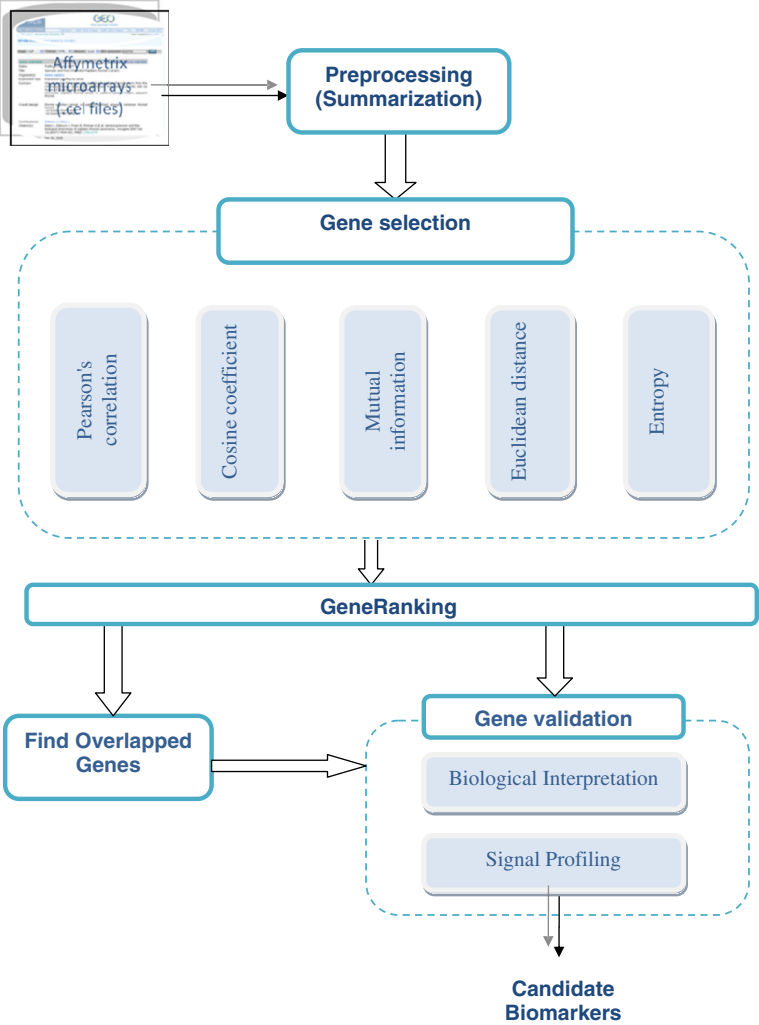 GEO
Affymetrix
microarrays
(.cel files)
Preprocessing
(Summarization)
Gene selection
Pearson's
correlation
Cosine coefficient
Mutual
information
Euclidean distance
Entropy
GeneRanking
Find Overlapped
Genes
Gene validation
Biological Interpretation
Signal Profiling
Candidate
Biomarkers